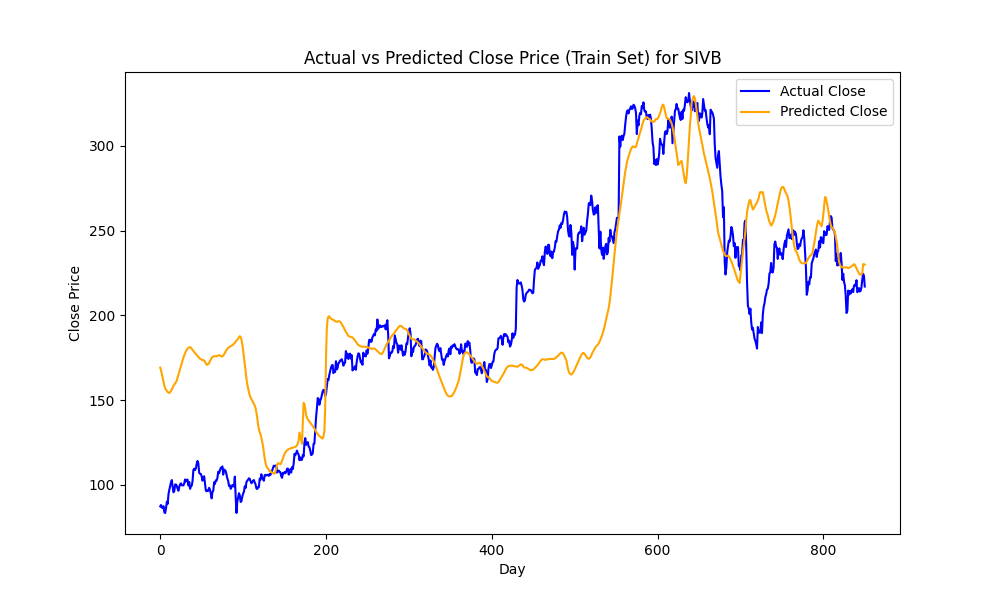 Actual vs Predicted Close Price (Train Set) for SIVB
Actual Close
Predicted Close
Close Price
300
250
200
150
100
0 200 400 600 800
Day